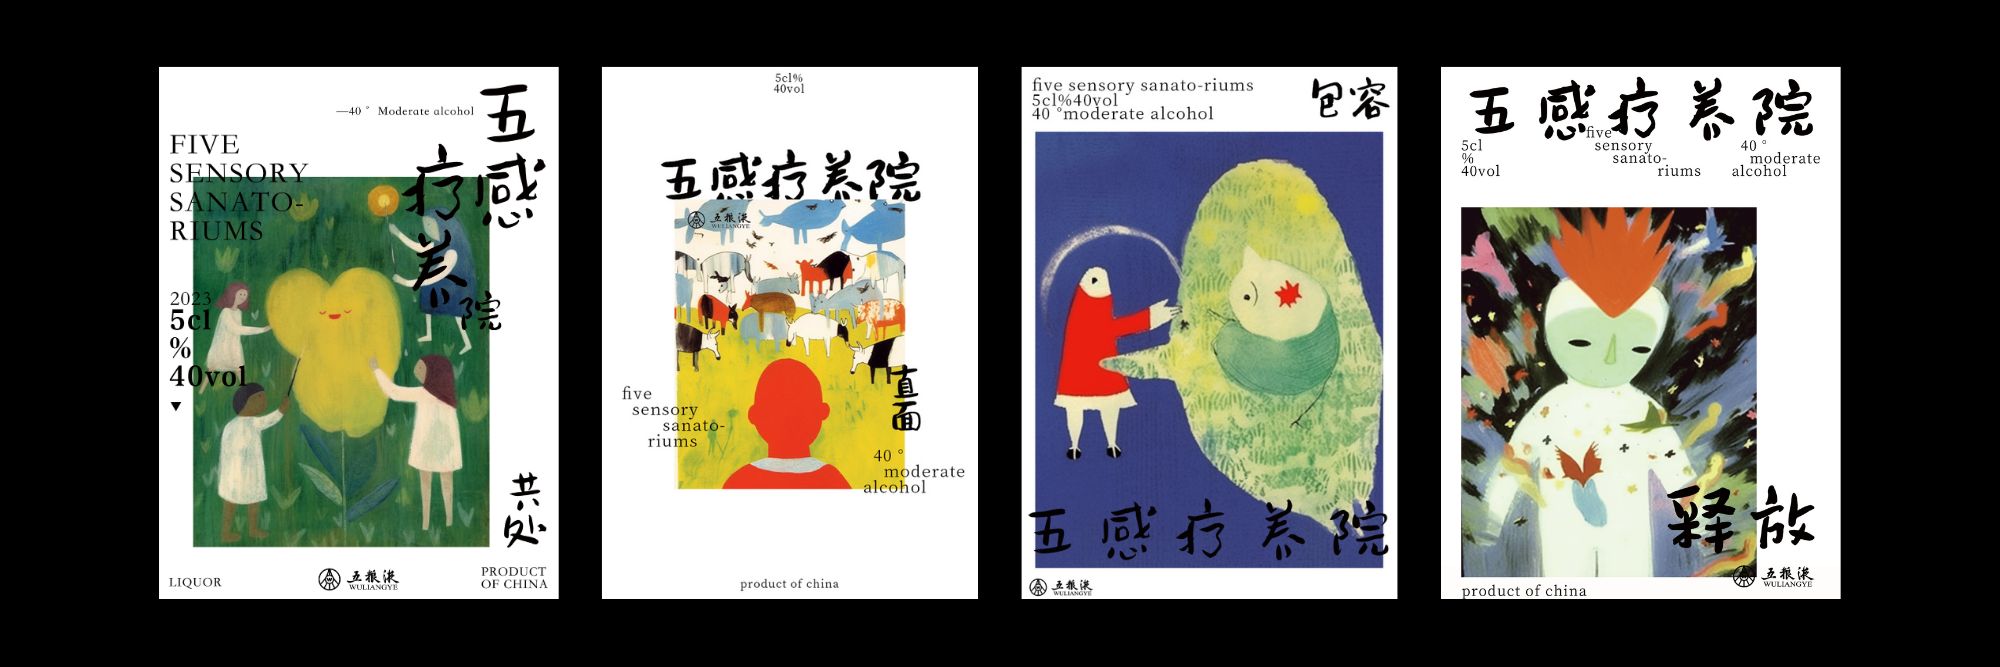 —40° Moderate alcohol
五感
疗养院
FIVE
SENSORY
SANATO-
RIUMS
2023
5cl
%
40vol
共处
LIQUOR
五粮液
WULIANGYE
PRODUCT
OF CHINA
5cl%
40vol
五感疗养院
五粮液
WULIANGYE
直面
five
sensory
sanato-
riums
40°
moderate
alcohol
product of china
five sensory sanato-riums
5cl%40vol
40°moderate alcohol
包容
五感疗养院
五粮液
WULIANGYE
五感疗养院
5cl
%
40vol
five
sensory
sanato-
riums
40°
moderate
alcohol
释放
五粮液
WULIANGYE
product of china